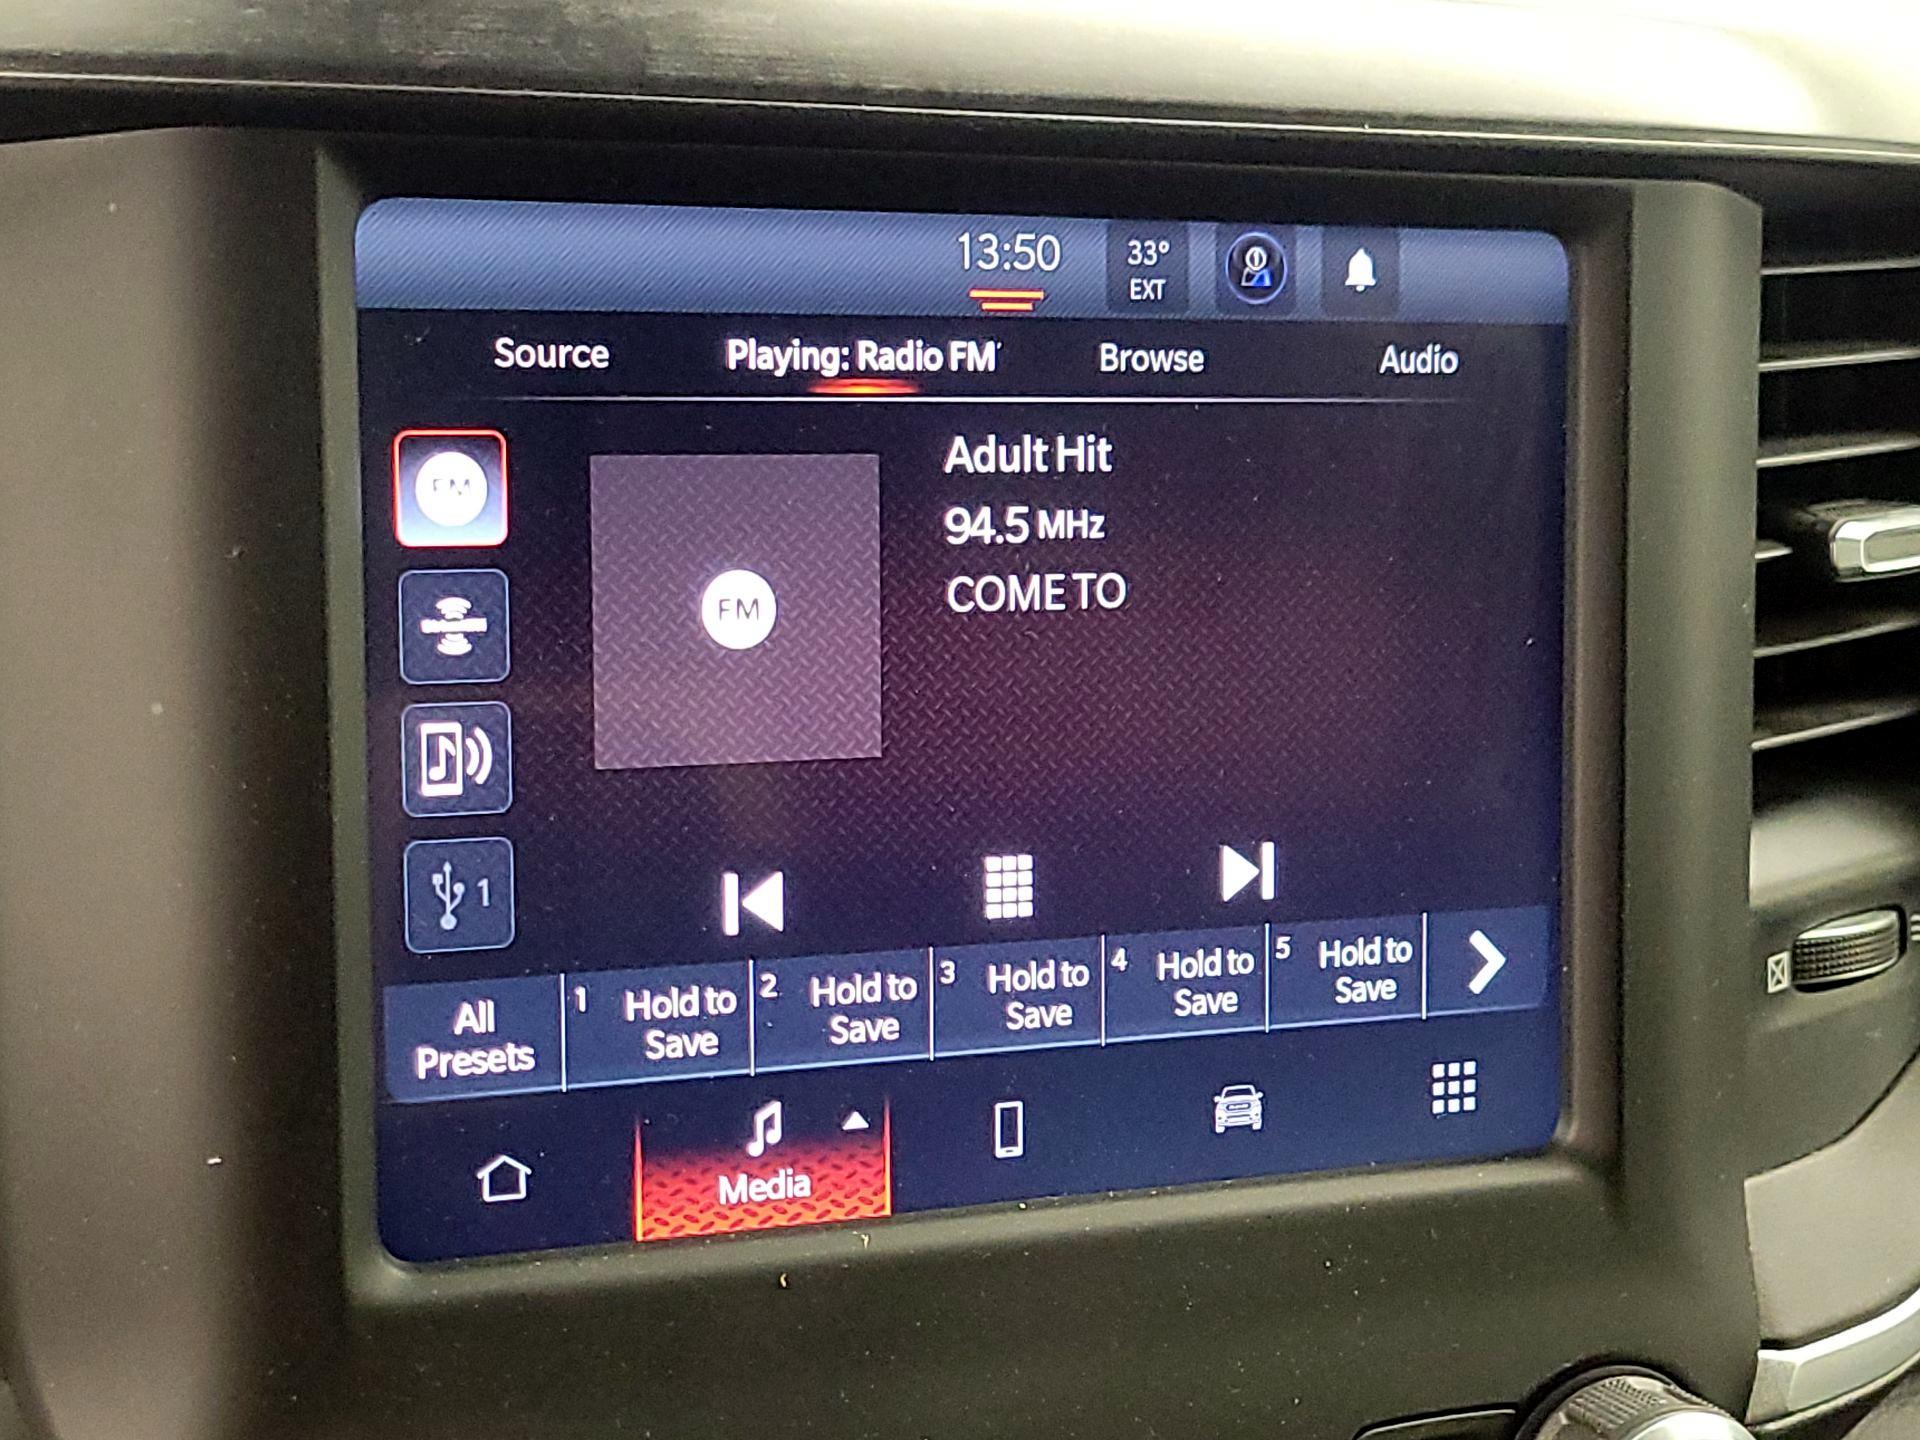 13:50
33°
EXT
1
Source
Playing: Radio FM
Browse
Audio
FM
Adult Hit
94.5 MHz
COME TO
FM
1
All
Presets
1 Hold to
Save
2 Hold to
Save
3 Hold to
Save
4 Hold to
Save
5 Hold to
Save
Media